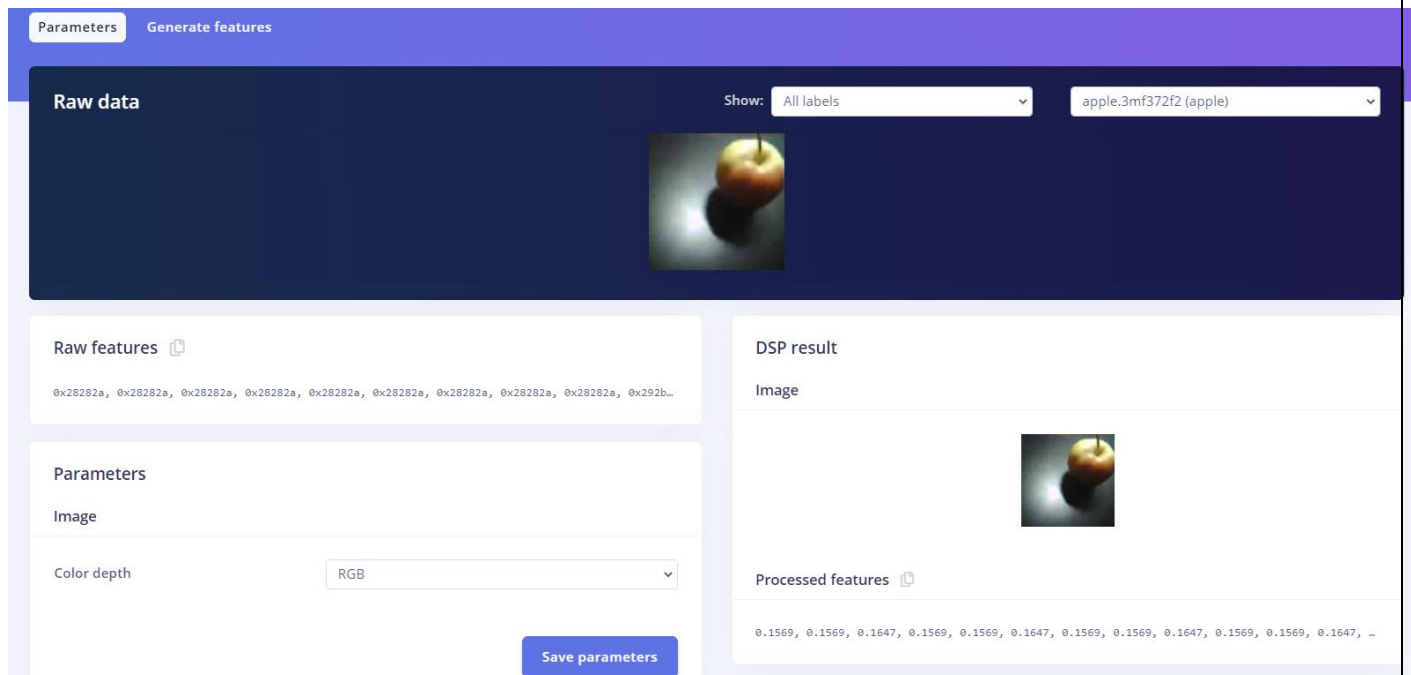 Parameters Generate features
Raw data Show: All labels apple.3mf372f2 (apple)
Raw features
0x28282a, 0x28282a, 0x28282a, 0x28282a, 0x28282a, 0x28282a, 0x28282a, 0x28282a, 0x28282a, 0x292b…
Parameters
Image
Color depth RGB
Save parameters
DSP result
Image
Processed features
0.1569, 0.1569, 0.1647, 0.1569, 0.1569, 0.1647, 0.1569, 0.1569, 0.1647, 0.1569, 0.1569, 0.1647, …